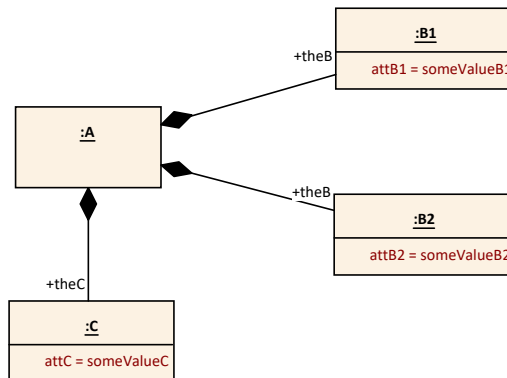 :B1
+theB
attB1 = someValueB1
:A
+theB
:B2
attB2 = someValueB2
+theC
:C
attC = someValueC